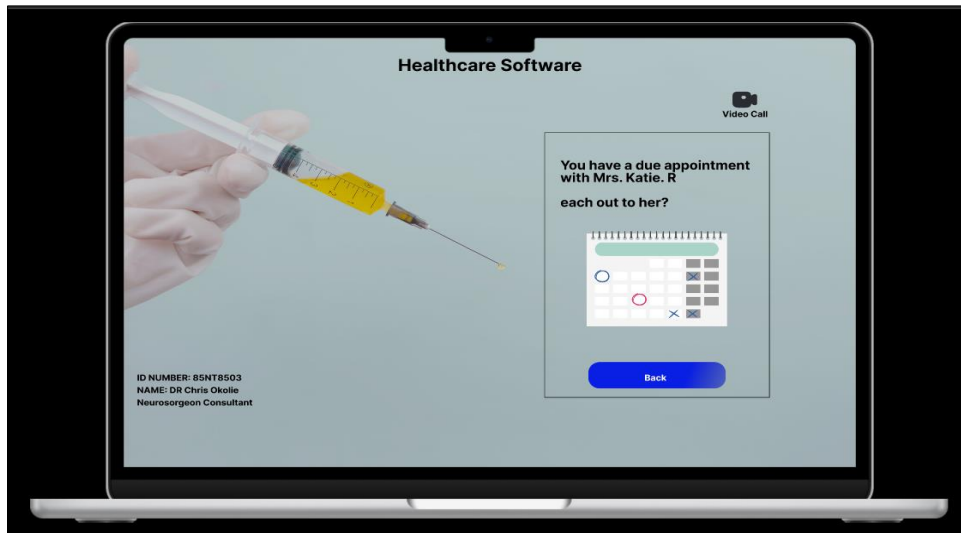 Healthcare Software
Video Call
You have a due appointment
with Mrs. Katie. R
each out to her?
Back
ID NUMBER: 85NT8503
NAME: DR Chris Okolie
Neurosorgeon Consultant